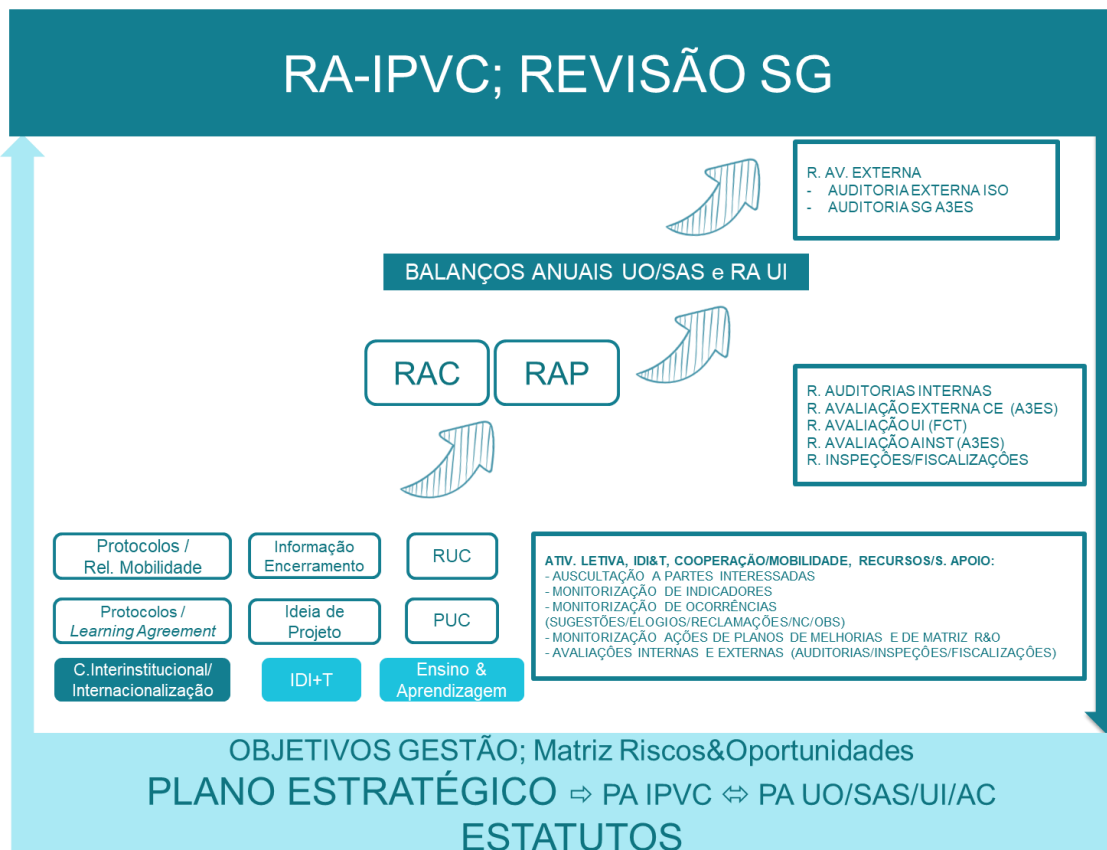 RA-IPVC; REVISÃO SG
R. AV. EXTERNA
- AUDITORIA EXTERNA ISO
- AUDITORIA SG A3ES
BALANÇOS ANUAIS UO/SAS e RA UI
RAC
RAP
R. AUDITORIAS INTERNAS
R. AVALIAÇÃO EXTERNA CE (A3ES)
R. AVALIAÇÃO UI (FCT)
R. AVALIAÇÃO AINST (A3ES)
R. INSPEÇÕES/FISCALIZAÇÕES
Protocolos /
Rel. Mobilidade
Informação
Encerramento
RUC
Protocolos /
Learning Agreement
Ideia de
Projeto
PUC
C.Interinstitucional/
Internacionalização
IDI+T
Ensino &
Aprendizagem
ATIV. LETIVA, IDI&T, COOPERAÇÃO/MOBILIDADE, RECURSOS/S. APOIO:
- AUSCULTAÇÃO A PARTES INTERESSADAS
- MONITORIZAÇÃO DE INDICADORES
- MONITORIZAÇÃO DE OCORRÊNCIAS
(SUGESTÕES/ELOGIOS/RECLAMAÇÕES/NC/OBS)
- MONITORIZAÇÃO AÇÕES DE PLANOS DE MELHORIAS E DE MATRIZ R&O
- AVALIAÇÕES INTERNAS E EXTERNAS (AUDITORIAS/INSPEÇÕES/FISCALIZAÇÕES)
OBJETIVOS GESTÃO; Matriz Riscos&Oportunidades
PLANO ESTRATÉGICO ⇨ PA IPVC ⬄ PA UO/SAS/UI/AC
ESTATUTOS